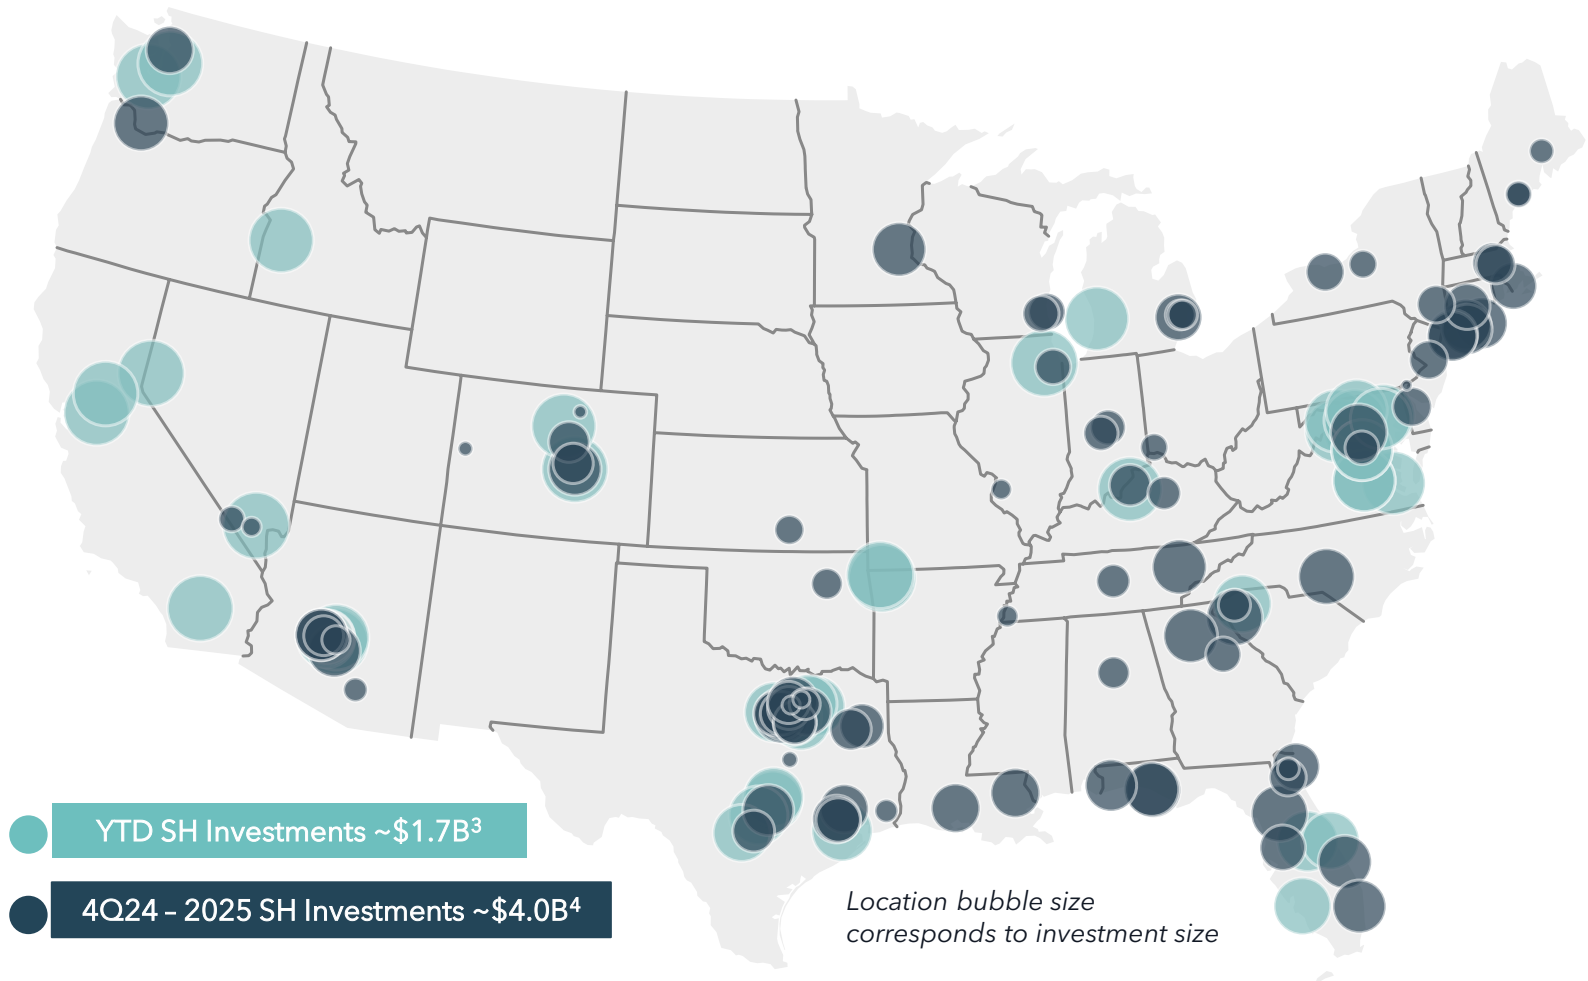 YTD SH Investments ~$1.7B³
4Q24 – 2025 SH Investments ~$4.0B⁴
Location bubble size
corresponds to investment size